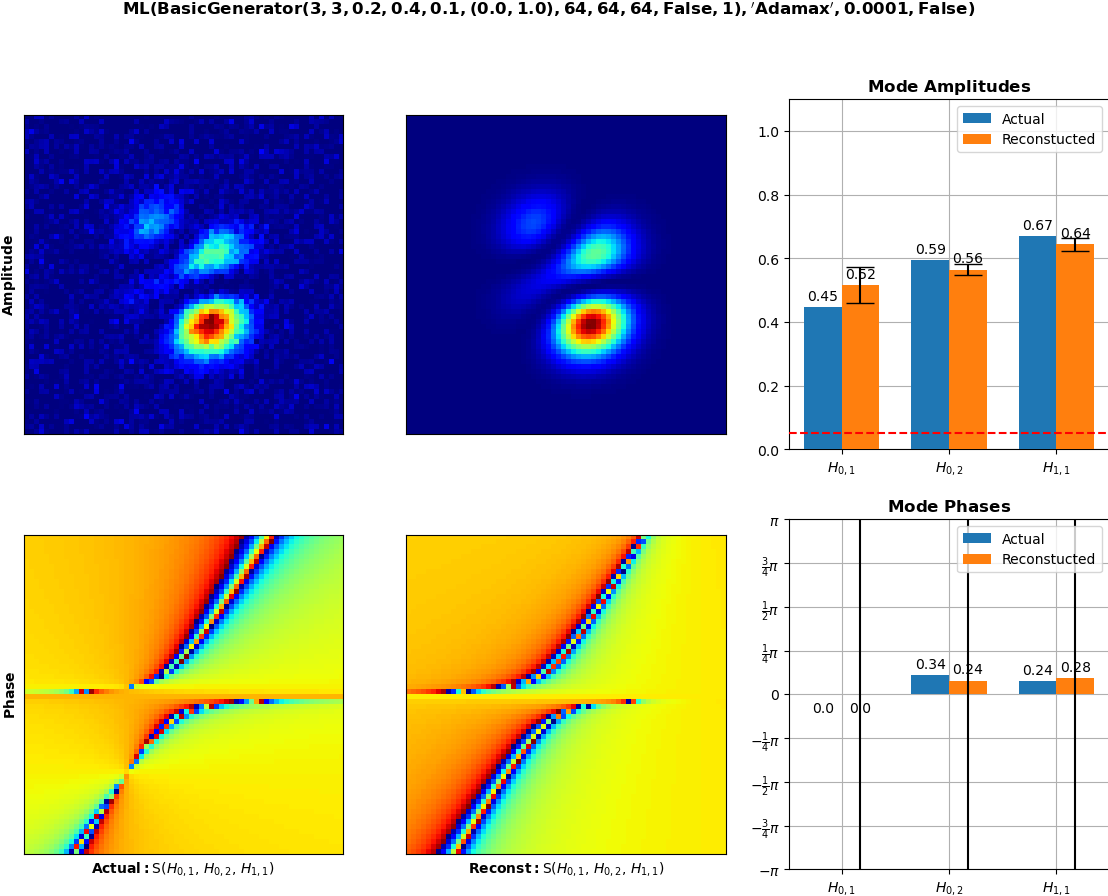 ML(BasicGenerator(3, 3, 0.2, 0.4, 0.1, (0.0, 1.0), 64, 64, 64, False, 1), ′Adamax′, 0.0001, False)
Mode Amplitudes
Actual
Reconstucted
1.0
0.8
0.6
0.4
0.2
0.0
0.45
0.52
0.59
0.56
0.67
0.64
H0,1
H0,2
H1,1
Amplitude
Mode Phases
Actual
Reconstucted
π
3/4π
1/2π
1/4π
0
−1/4π
−1/2π
−3/4π
−π
0.0
0.0
0.34
0.24
0.24
0.28
H0,1
H0,2
H1,1
Phase
Actual: S(H0,1, H0,2, H1,1)
Reconst: S(H0,1, H0,2, H1,1)